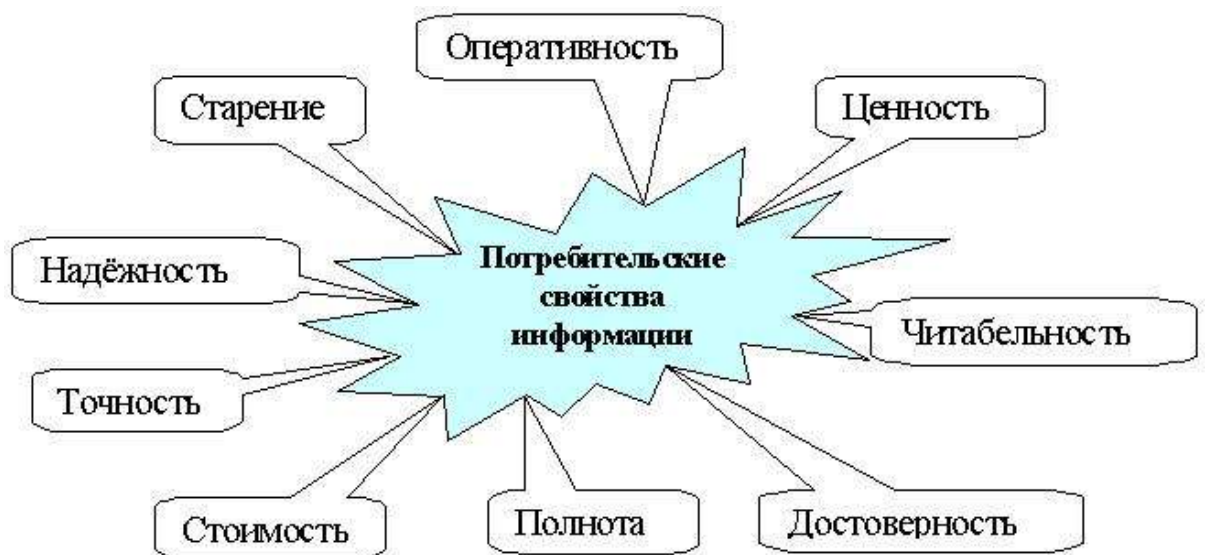 Оперативность
Старение
Ценность
Надёжность
Потребительские
свойства
информации
Читабельность
Точность
Стоимость
Полнота
Достоверность